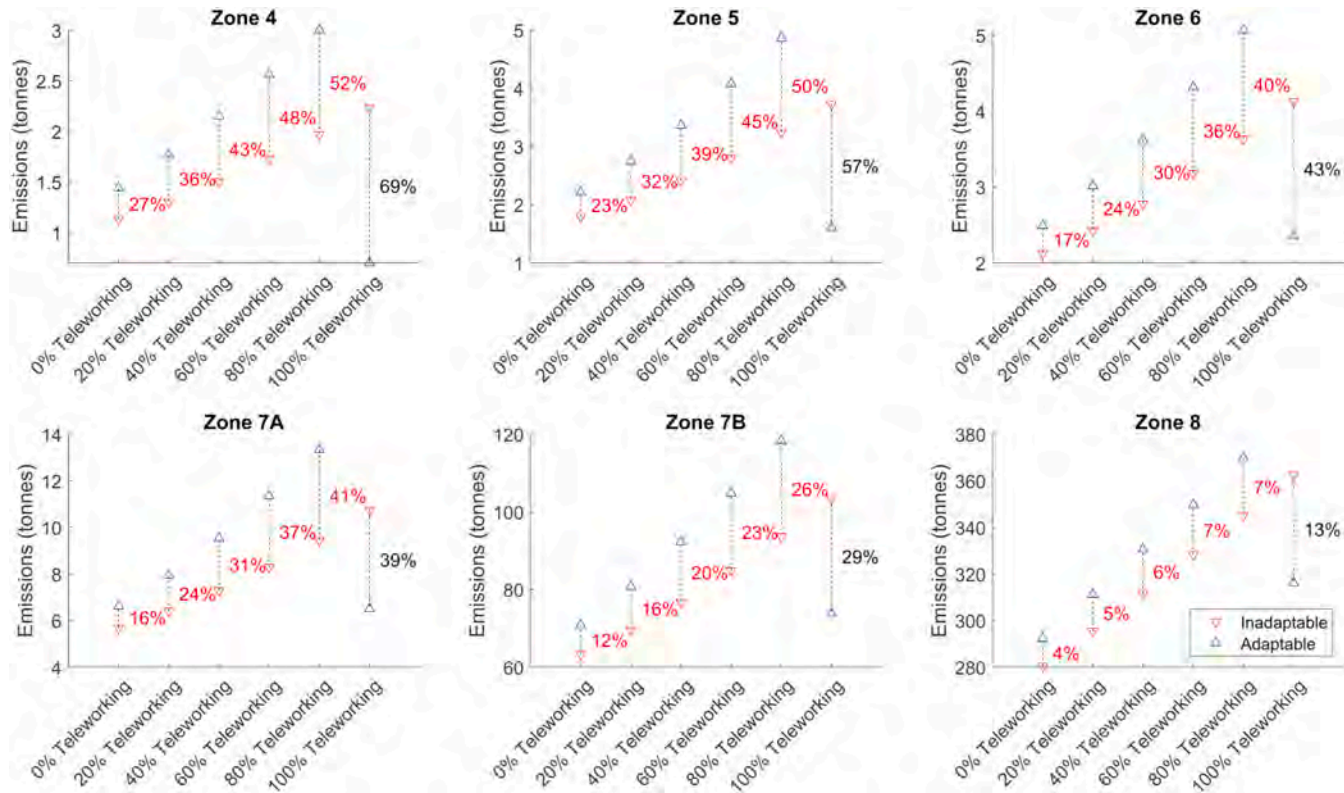 Zone 4
Emissions (tonnes)
3
2.5
2
1.5
1
27%
36%
43%
48%
52%
69%
0% Teleworking
20% Teleworking
40% Teleworking
60% Teleworking
80% Teleworking
100% Teleworking
Zone 5
Emissions (tonnes)
5
4
3
2
1
23%
32%
39%
45%
50%
57%
0% Teleworking
20% Teleworking
40% Teleworking
60% Teleworking
80% Teleworking
100% Teleworking
Zone 6
Emissions (tonnes)
5
4
3
2
17%
24%
30%
36%
40%
43%
0% Teleworking
20% Teleworking
40% Teleworking
60% Teleworking
80% Teleworking
100% Teleworking
Zone 7A
Emissions (tonnes)
14
12
10
8
6
4
16%
24%
31%
37%
41%
39%
0% Teleworking
20% Teleworking
40% Teleworking
60% Teleworking
80% Teleworking
100% Teleworking
Zone 7B
Emissions (tonnes)
120
100
80
60
12%
16%
20%
23%
26%
29%
0% Teleworking
20% Teleworking
40% Teleworking
60% Teleworking
80% Teleworking
100% Teleworking
Zone 8
Emissions (tonnes)
380
360
340
320
300
280
4%
5%
6%
7%
7%
13%
Inadaptable
Adaptable
0% Teleworking
20% Teleworking
40% Teleworking
60% Teleworking
80% Teleworking
100% Teleworking